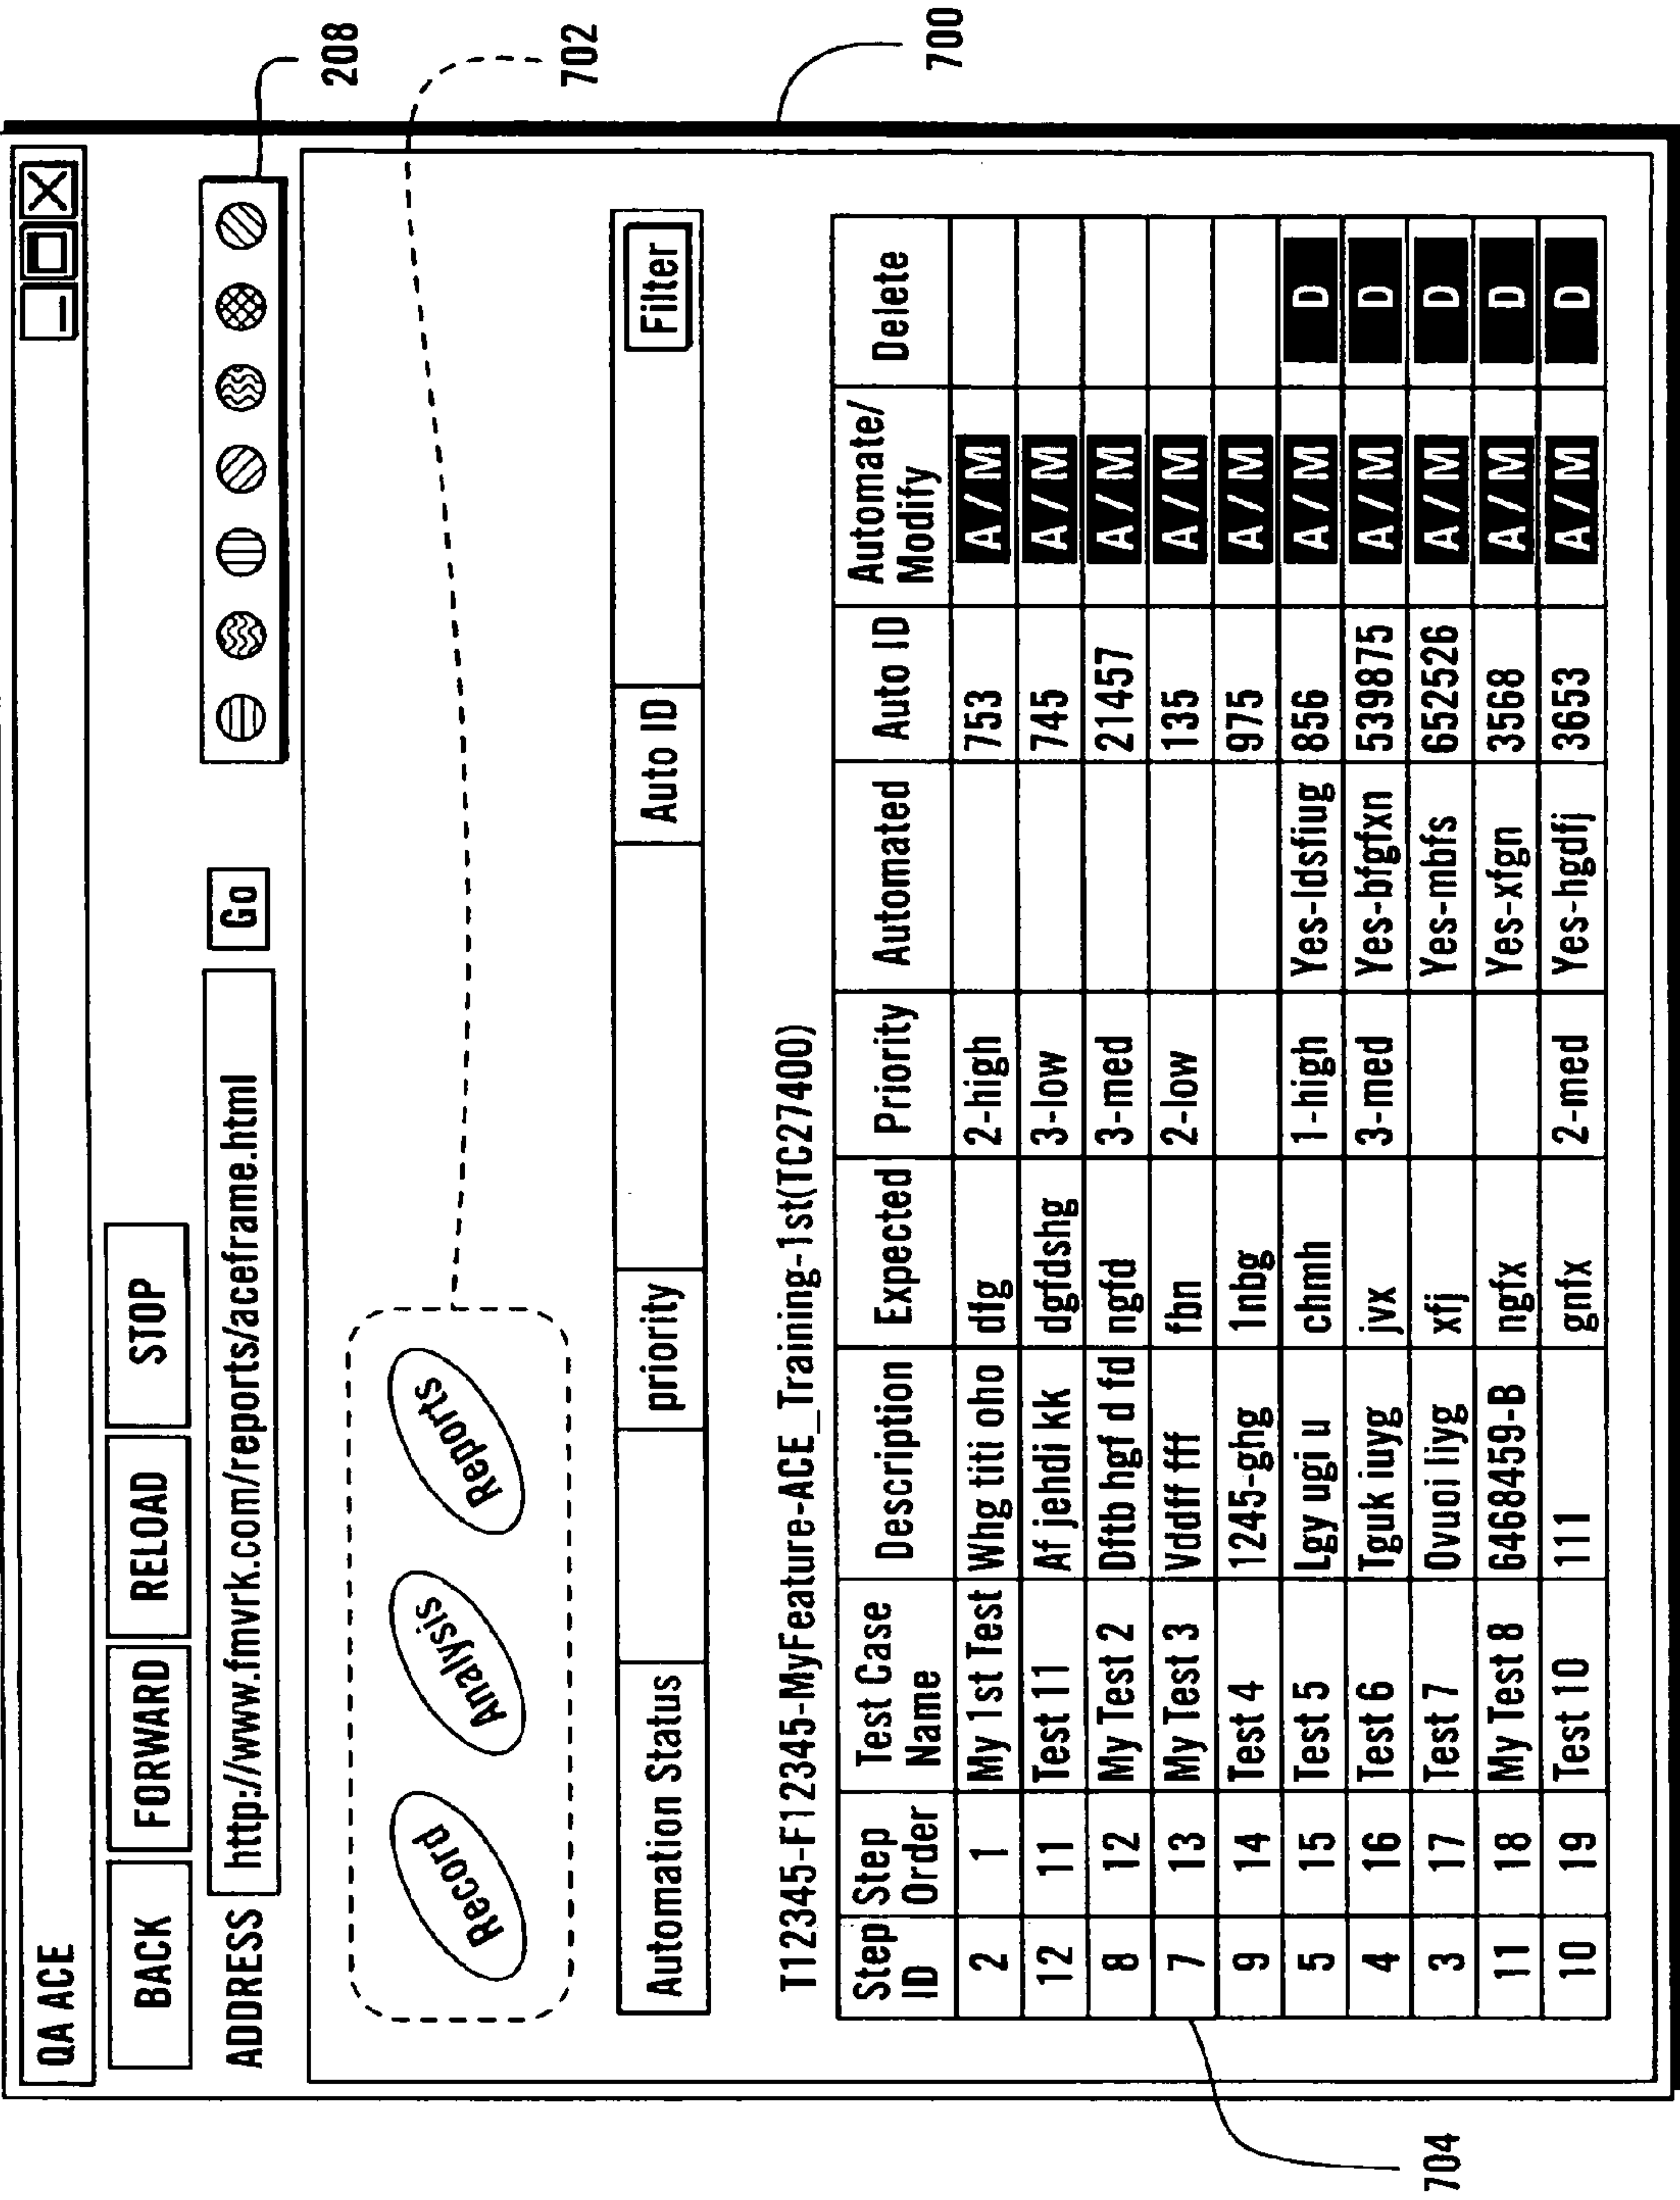 QA ACE
BACK FORWARD RELOAD STOP
ADDRESS http://www.fmvrk.com/reports/aceframe.html Go
208
Record Analysis Reports
702
Automation Status priority Auto ID Filter
700
T12345-F12345-MyFeature-ACE_Training-1st(TC27400)
Step ID Step Order Test Case Name Description Expected Priority Automated Auto ID Automate/Modify Delete
2 1 My 1st Test Whg titi oho dfg 2-high 753 A/M
12 11 Test 11 Af jehdi kk dgfdshg 3-low 745 A/M
8 12 My Test 2 Dftb hgf d fd ngfd 3-med 21457 A/M
7 13 My Test 3 Vddff fff fbn 2-low 135 A/M
9 14 Test 4 1245-ghg 1nbg 975 A/M
5 15 Test 5 Lgy ugi u chmh 1-high Yes-ldsfiug 856 A/M D
4 16 Test 6 Tguk iuyg jvx 3-med Yes-bfgfxn 539875 A/M D
3 17 Test 7 Ovuoi liyg xfj Yes-mbfs 652526 A/M D
11 18 My Test 8 6468459-B ngfx Yes-xfgn 3568 A/M D
10 19 Test 10 111 gnfx 2-med Yes-hgdfj 3653 A/M D
704